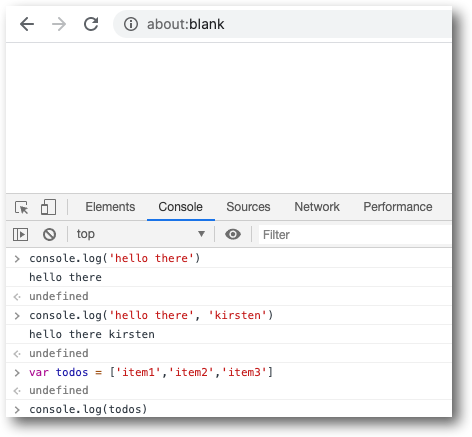 about:blank
Elements Console Sources Network Performance
top Filter
console.log('hello there')
hello there
undefined
console.log('hello there', 'kirsten')
hello there kirsten
undefined
var todos = ['item1','item2','item3']
undefined
console.log(todos)